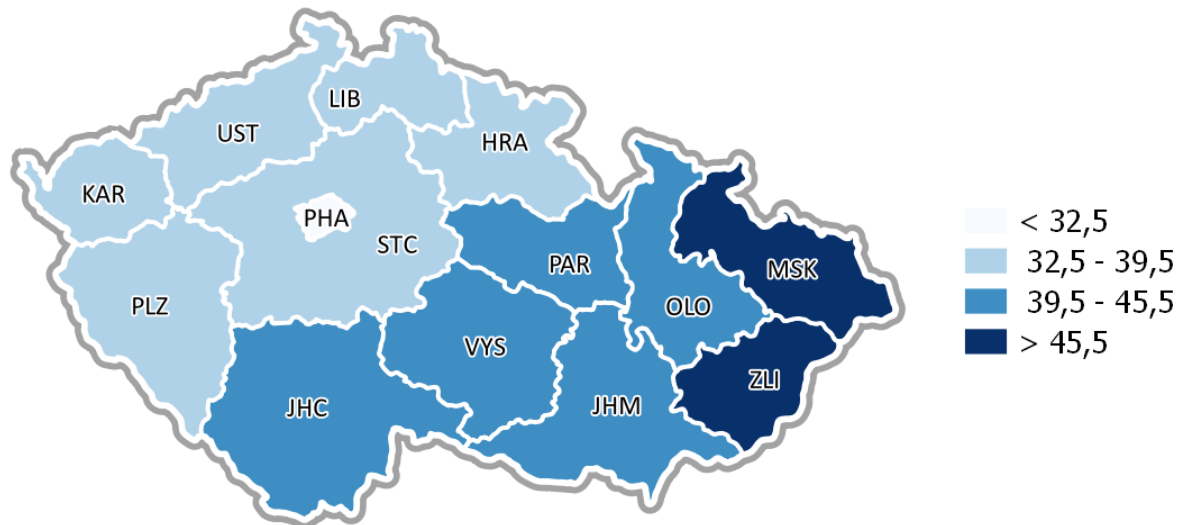 LIB
UST
HRA
KAR
PHA
STC
PAR
MSK
PLZ
OLO
VYS
ZLI
JHC
JHM
< 32,5
32,5 - 39,5
39,5 - 45,5
> 45,5